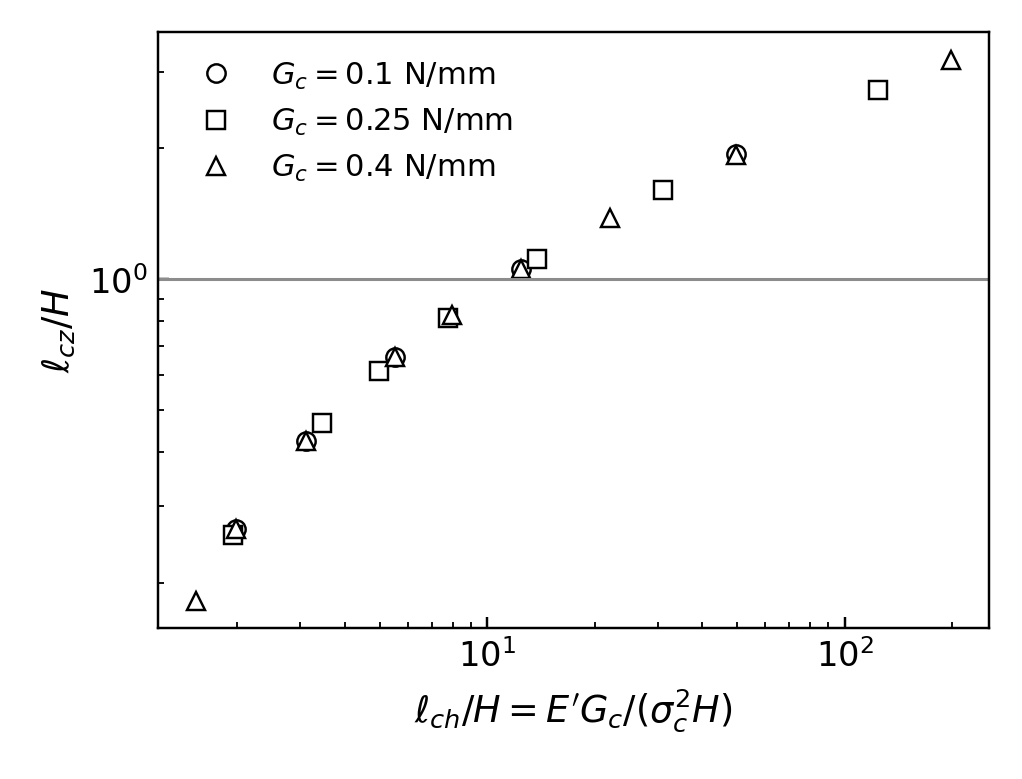 G_c = 0.1 N/mm
G_c = 0.25 N/mm
G_c = 0.4 N/mm
ℓ_cz/H
10^0
10^1 10^2
ℓ_ch/H = E′G_c/(σ_c^2H)